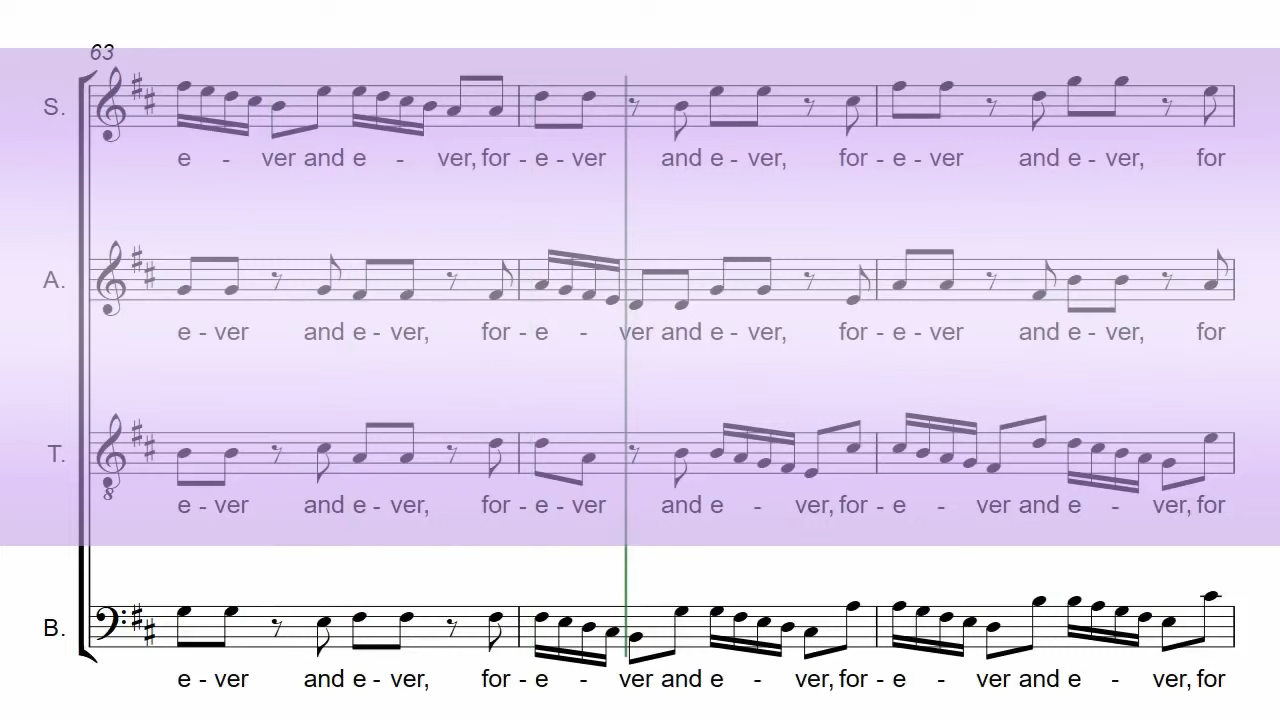 63
S.
e - ver and e - ver, for - e - ver and e - ver, for - e - ver and e - ver, for
A.
e - ver and e - ver, for - e - ver and e - ver, for - e - ver and e - ver, for
T.
8
e - ver and e - ver, for - e - ver and e - ver, for - e - ver and e - ver, for
B.
e - ver and e - ver, for - e - ver and e - ver, for - e - ver and e - ver, for